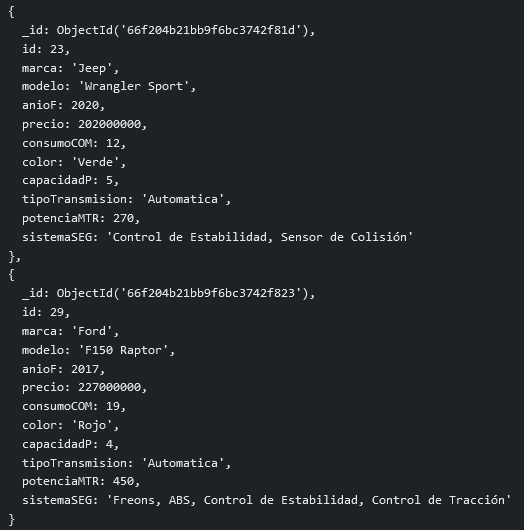 {
  _id: ObjectId('66f204b21bb9f6bc3742f81d'),
  id: 23,
  marca: 'Jeep',
  modelo: 'Wrangler Sport',
  anioF: 2020,
  precio: 202000000,
  consumoCOM: 12,
  color: 'Verde',
  capacidadP: 5,
  tipoTransmision: 'Automatica',
  potenciaMTR: 270,
  sistemaSEG: 'Control de Estabilidad, Sensor de Colisión'
},
{
  _id: ObjectId('66f204b21bb9f6bc3742f823'),
  id: 29,
  marca: 'Ford',
  modelo: 'F150 Raptor',
  anioF: 2017,
  precio: 227000000,
  consumoCOM: 19,
  color: 'Rojo',
  capacidadP: 4,
  tipoTransmision: 'Automatica',
  potenciaMTR: 450,
  sistemaSEG: 'Freons, ABS, Control de Estabilidad, Control de Tracción'
}